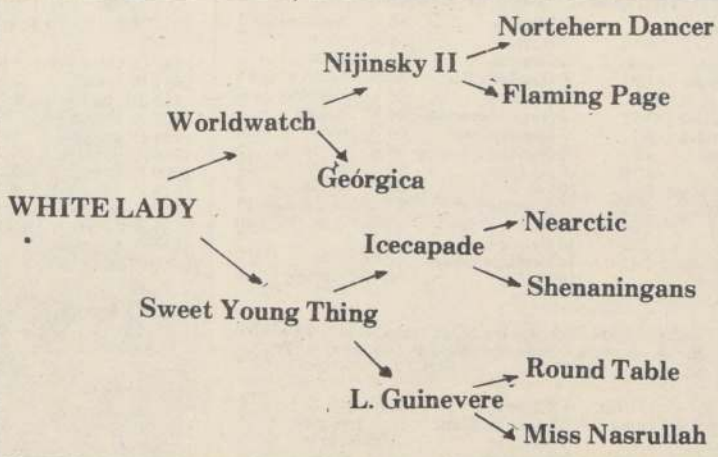 Nortehern Dancer
Nijinsky II
Flaming Page
Worldwatch
Geórgica
WHITE LADY
Nearctic
Icecapade
Shenaningans
Sweet Young Thing
Round Table
L. Guinevere
Miss Nasrullah